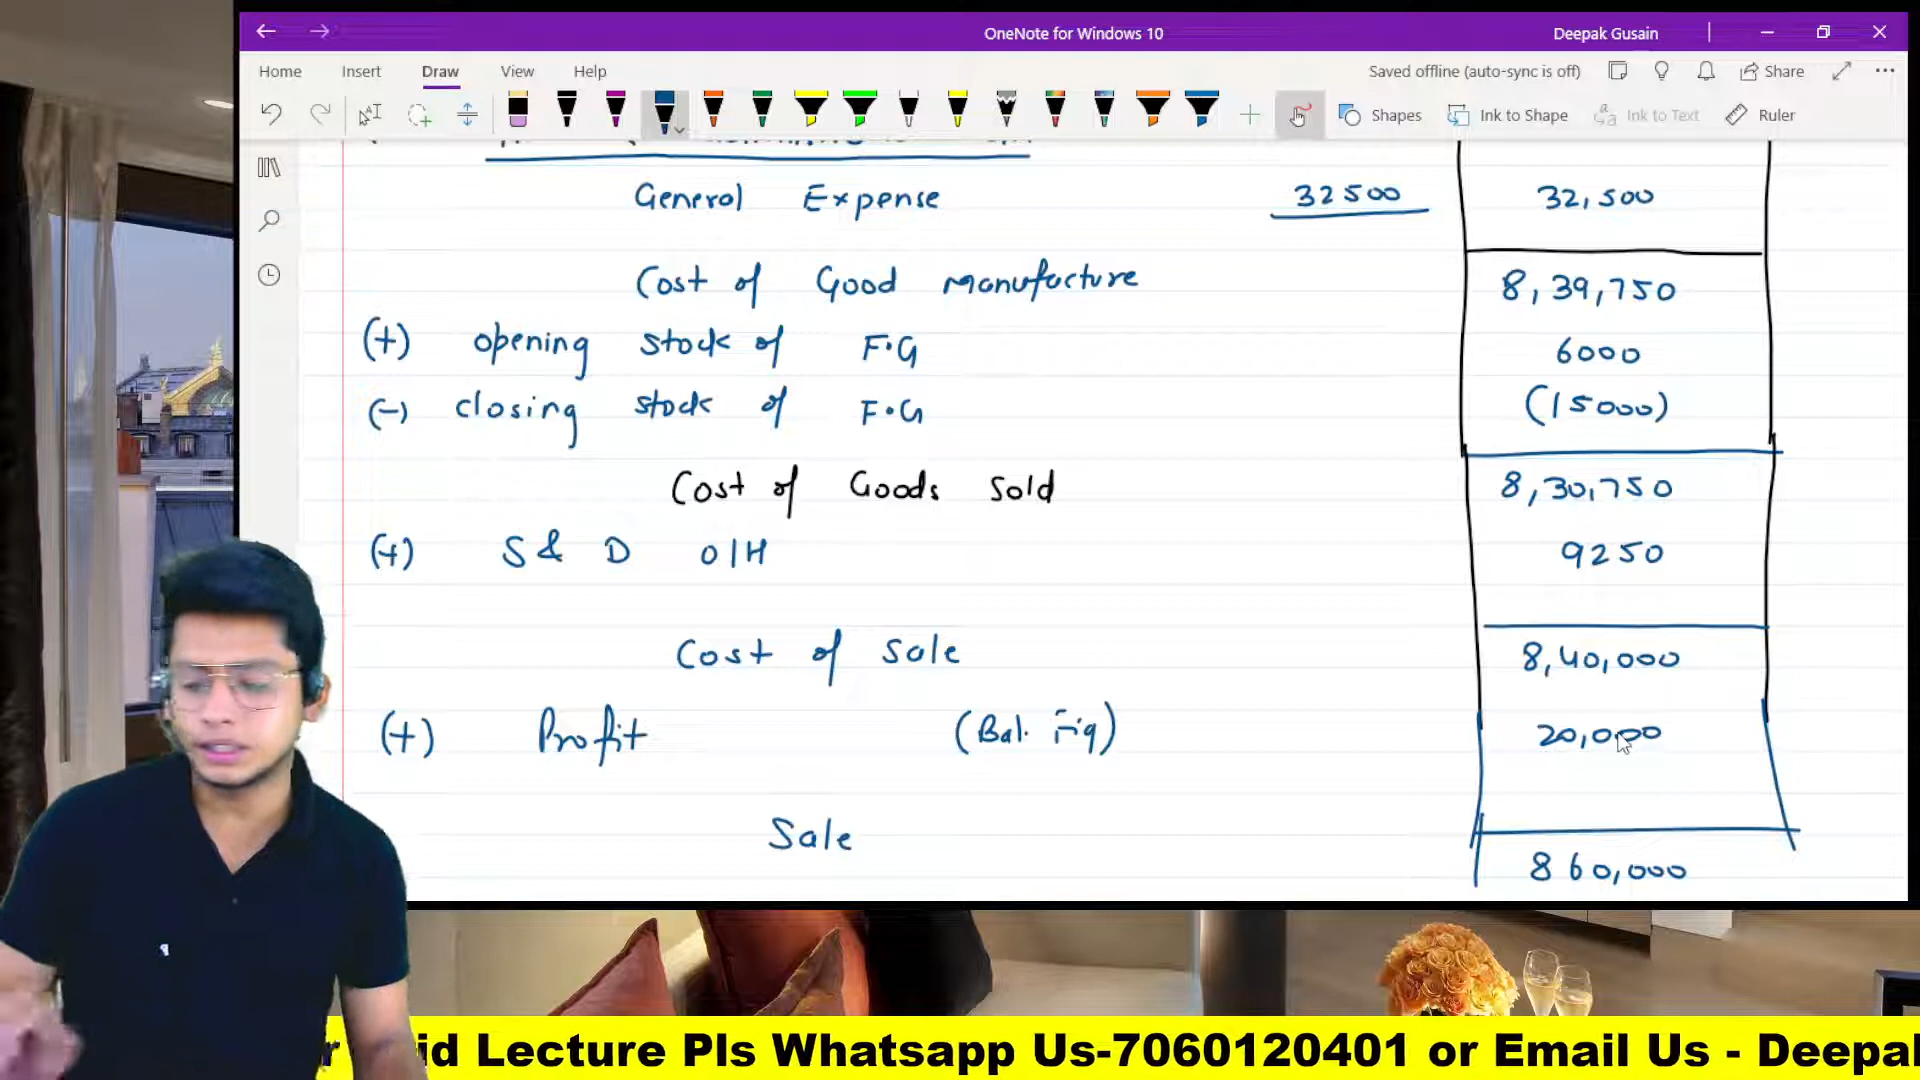 OneNote for Windows 10
Deepak Gusain
Home Insert Draw View Help
Saved offline (auto-sync is off) Share
Shapes Ink to Shape Ink to Text Ruler
General Expense 32500 32,500
Cost of Good manufacture 8,39,750
(+) opening stock of F.G 6000
(-) closing stock of F.G (15000)
Cost of Goods Sold 8,30,750
(+) S & D O/H 9250
Cost of Sale 8,40,000
(+) Profit (Bal. Fig) 20,000
Sale 860,000
id Lecture Pls Whatsapp Us-7060120401 or Email Us - Deepal